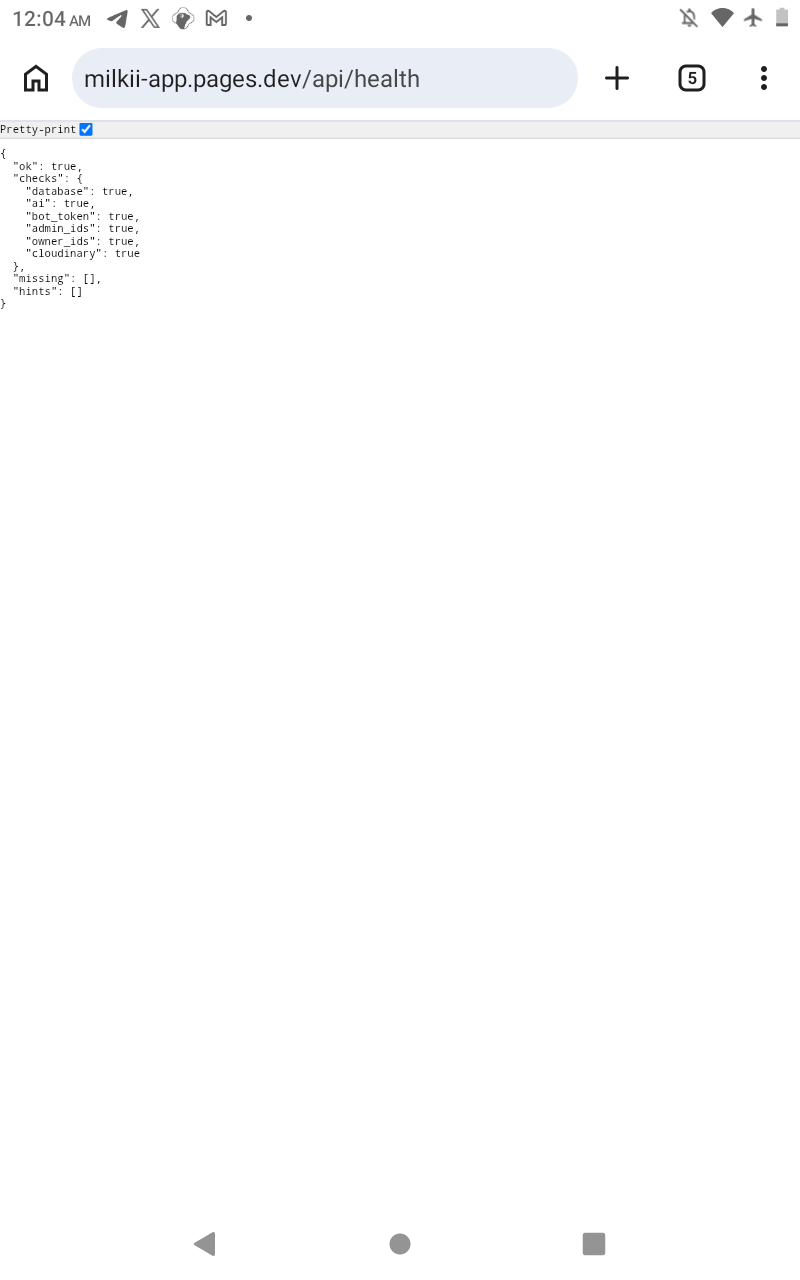 12:04 AM
milkii-app.pages.dev/api/health
5
Pretty-print
{
  "ok": true,
  "checks": {
    "database": true,
    "ai": true,
    "bot_token": true,
    "admin_ids": true,
    "owner_ids": true,
    "cloudinary": true
  },
  "missing": [],
  "hints": []
}